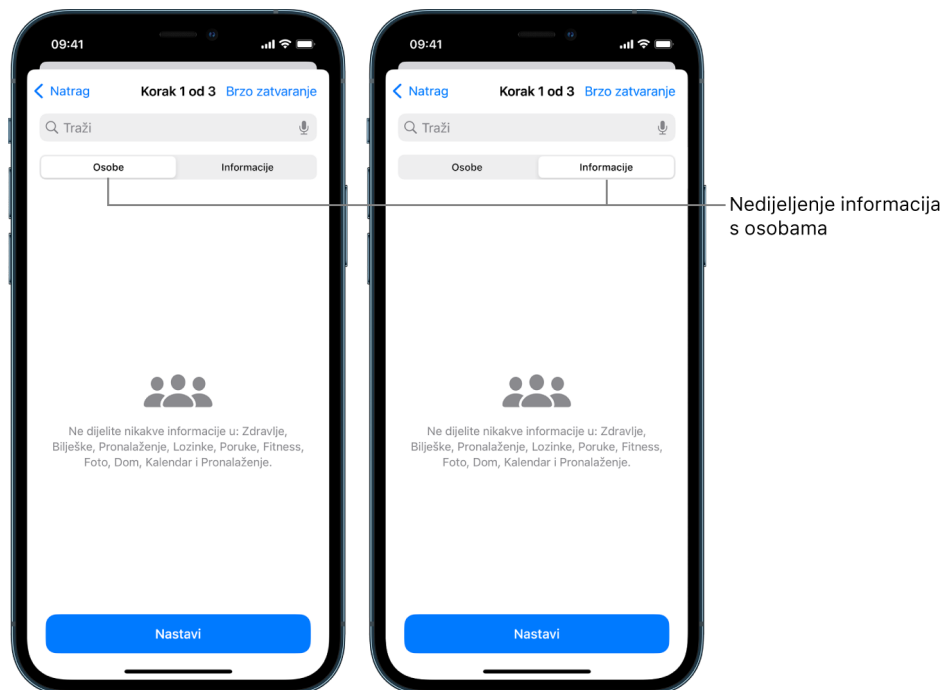 09:41
Natrag Korak 1 od 3 Brzo zatvaranje
Traži
Osobe Informacije
Ne dijelite nikakve informacije u: Zdravlje,
Bilješke, Pronalaženje, Lozinke, Poruke, Fitness,
Foto, Dom, Kalendar i Pronalaženje.
Nastavi
09:41
Natrag Korak 1 od 3 Brzo zatvaranje
Traži
Osobe Informacije
Ne dijelite nikakve informacije u: Zdravlje,
Bilješke, Pronalaženje, Lozinke, Poruke, Fitness,
Foto, Dom, Kalendar i Pronalaženje.
Nastavi
Nedijeljenje informacija
s osobama